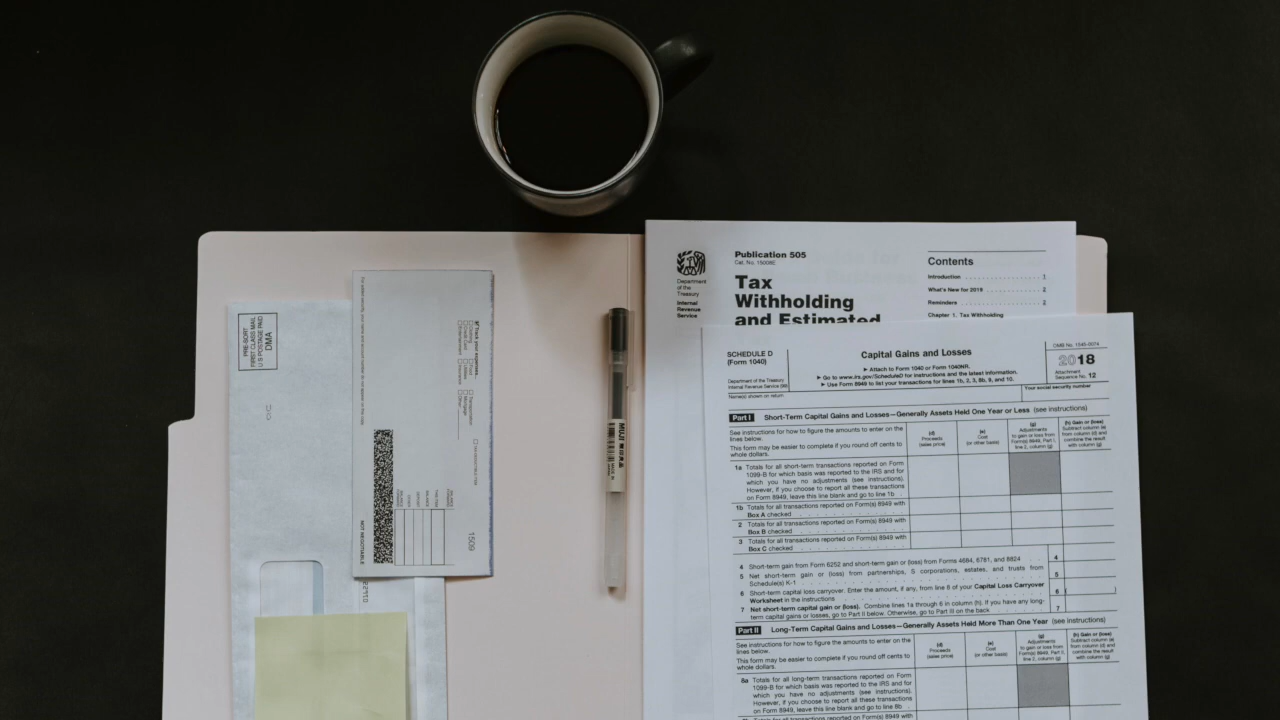 PRE-SORT
FIRST CLASS MAIL
U S POSTAGE PAID
DMA
NOT NEGOTIABLE
1509
MUJI 無印良品
Publication 505
Cat. No. 15008E
Department
of the
Treasury
Internal
Revenue
Service
Tax
Withholding
and Estimated
Contents
Introduction . . . . . . . . . . . . . . . . . . 1
What's New for 2019 . . . . . . . . . . . . . 2
Reminders . . . . . . . . . . . . . . . . . . . 2
Chapter 1. Tax Withholding
SCHEDULE D
(Form 1040)
Department of the Treasury
Internal Revenue Service (99)
Capital Gains and Losses
▶ Attach to Form 1040 or Form 1040NR.
▶ Go to www.irs.gov/ScheduleD for instructions and the latest information.
▶ Use Form 8949 to list your transactions for lines 1b, 2, 3, 8b, 9, and 10.
OMB No. 1545-0074
2018
Attachment
Sequence No. 12
Name(s) shown on return
Your social security number
Part I Short-Term Capital Gains and Losses—Generally Assets Held One Year or Less (see instructions)
See instructions for how to figure the amounts to enter on the
lines below.
This form may be easier to complete if you round off cents to
whole dollars.
(d)
Proceeds
(sales price)
(e)
Cost
(or other basis)
(g)
Adjustments
to gain or loss from
Form(s) 8949, Part I,
line 2, column (g)
(h) Gain or (loss)
Subtract column (e)
from column (d) and
combine the result
with column (g)
1a Totals for all short-term transactions reported on Form
1099-B for which basis was reported to the IRS and for
which you have no adjustments (see instructions).
However, if you choose to report all these transactions
on Form 8949, leave this line blank and go to line 1b .
1b Totals for all transactions reported on Form(s) 8949 with
Box A checked
2 Totals for all transactions reported on Form(s) 8949 with
Box B checked
3 Totals for all transactions reported on Form(s) 8949 with
Box C checked
4 Short-term gain from Form 6252 and short-term gain or (loss) from Forms 4684, 6781, and 8824 4
5 Net short-term gain or (loss) from partnerships, S corporations, estates, and trusts from
Schedule(s) K-1 5
6 Short-term capital loss carryover. Enter the amount, if any, from line 8 of your Capital Loss Carryover
Worksheet in the instructions 6 ( )
7 Net short-term capital gain or (loss). Combine lines 1a through 6 in column (h). If you have any long-
term capital gains or losses, go to Part II below. Otherwise, go to Part III on the back 7
Part II Long-Term Capital Gains and Losses—Generally Assets Held More Than One Year (see instructions)
See instructions for how to figure the amounts to enter on the
lines below.
This form may be easier to complete if you round off cents to
whole dollars.
(d)
Proceeds
(sales price)
(e)
Cost
(or other basis)
(g)
Adjustments
to gain or loss from
Form(s) 8949, Part II,
line 2, column (g)
(h) Gain or (loss)
Subtract column (e)
from column (d) and
combine the result
with column (g)
8a Totals for all long-term transactions reported on Form
1099-B for which basis was reported to the IRS and for
which you have no adjustments (see instructions).
However, if you choose to report all these transactions
on Form 8949, leave this line blank and go to line 8b